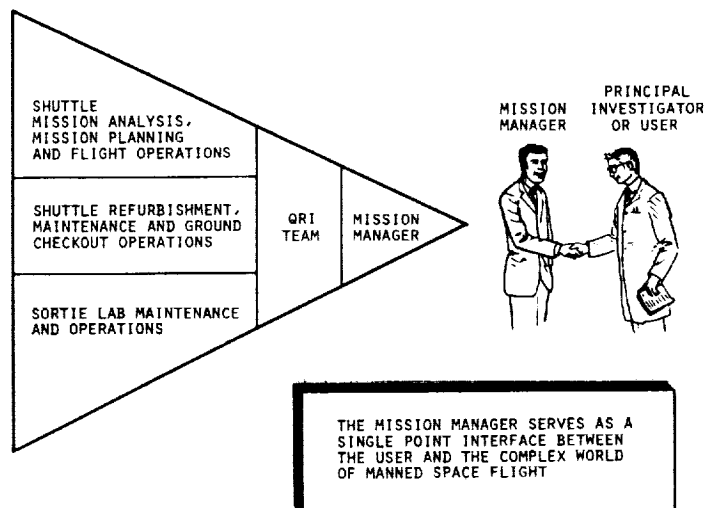 SHUTTLE
MISSION ANALYSIS,
MISSION PLANNING
AND FLIGHT OPERATIONS
SHUTTLE REFURBISHMENT,
MAINTENANCE AND GROUND
CHECKOUT OPERATIONS
SORTIE LAB MAINTENANCE
AND OPERATIONS
QRI
TEAM
MISSION
MANAGER
MISSION
MANAGER
PRINCIPAL
INVESTIGATOR
OR USER
THE MISSION MANAGER SERVES AS A
SINGLE POINT INTERFACE BETWEEN
THE USER AND THE COMPLEX WORLD
OF MANNED SPACE FLIGHT